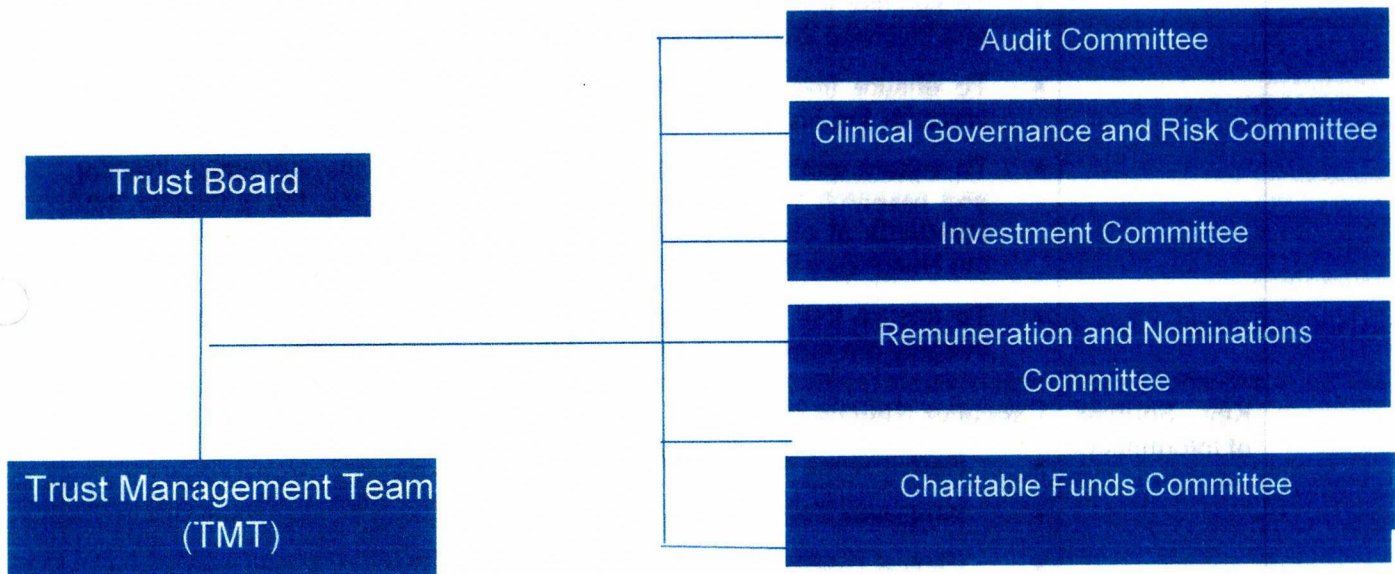 Audit Committee
Clinical Governance and Risk Committee
Trust Board
Investment Committee
Remuneration and Nominations
Committee
Trust Management Team
(TMT)
Charitable Funds Committee